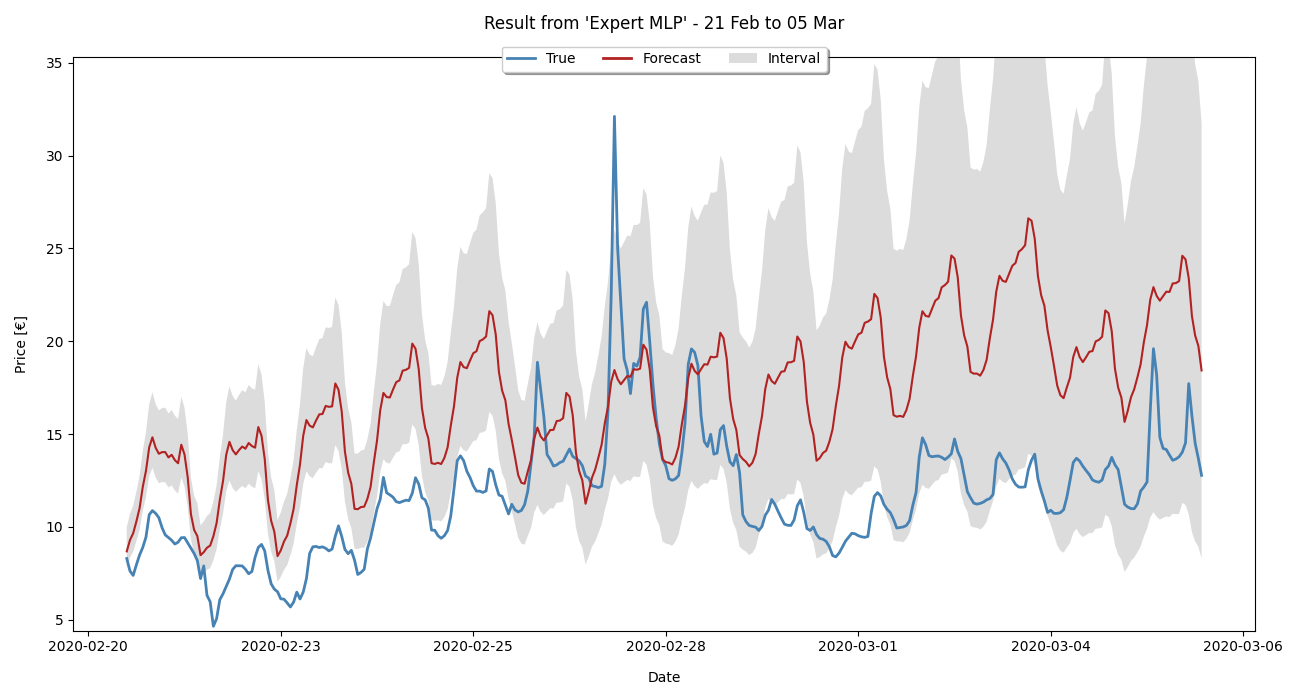 Result from 'Expert MLP' - 21 Feb to 05 Mar
True Forecast Interval
35
30
25
20
15
10
5
Price [€]
2020-02-20 2020-02-23 2020-02-25 2020-02-28 2020-03-01 2020-03-04 2020-03-06
Date